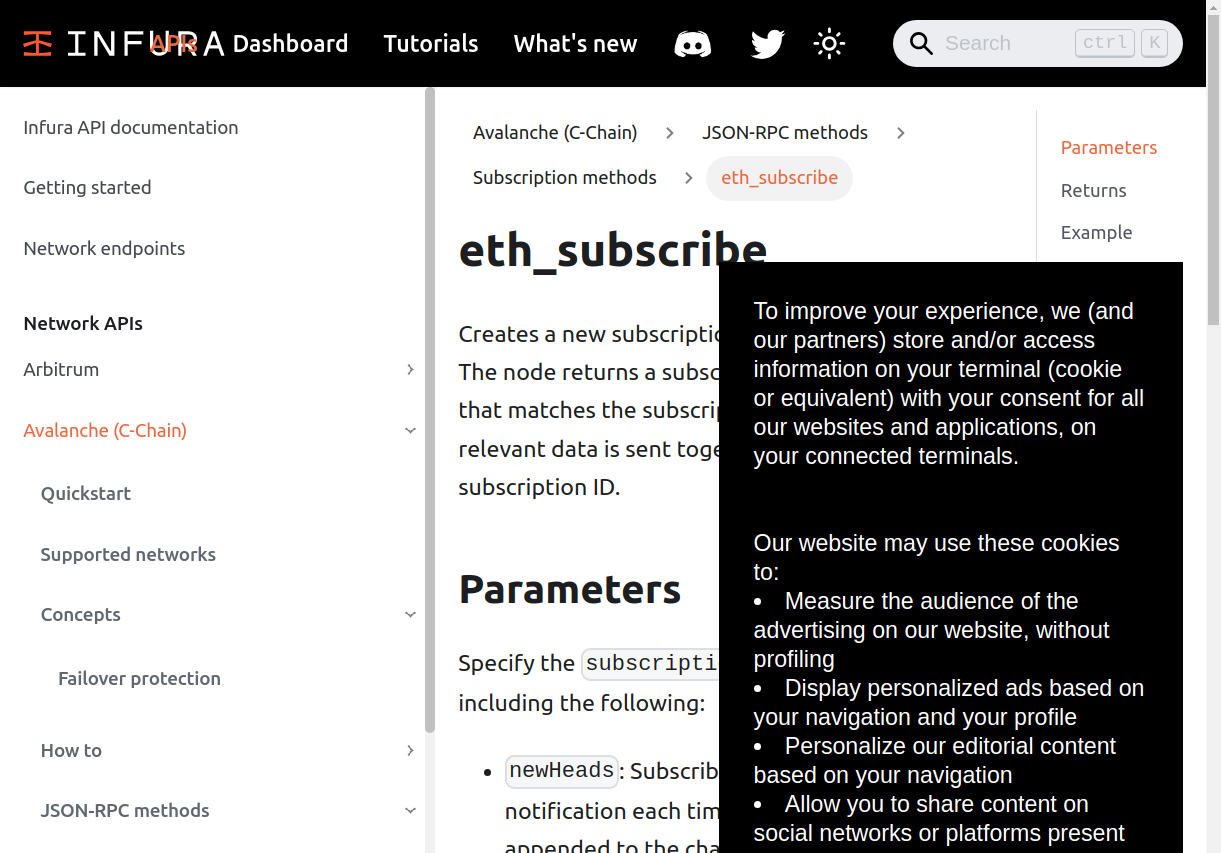 INFURA APIs Dashboard Tutorials What's new Search ctrl K
Infura API documentation
Getting started
Network endpoints
Network APIs
Arbitrum
Avalanche (C-Chain)
Quickstart
Supported networks
Concepts
Failover protection
How to
JSON-RPC methods
Avalanche (C-Chain) JSON-RPC methods
Subscription methods eth_subscribe
eth_subscribe
Creates a new subscriptio
The node returns a subsc
that matches the subscrip
relevant data is sent toge
subscription ID.
Parameters
Specify the subscripti
including the following:
• newHeads: Subscrib
notification each tim
appended to the cha
Parameters
Returns
Example
To improve your experience, we (and
our partners) store and/or access
information on your terminal (cookie
or equivalent) with your consent for all
our websites and applications, on
your connected terminals.
Our website may use these cookies
to:
• Measure the audience of the
advertising on our website, without
profiling
• Display personalized ads based on
your navigation and your profile
• Personalize our editorial content
based on your navigation
• Allow you to share content on
social networks or platforms present